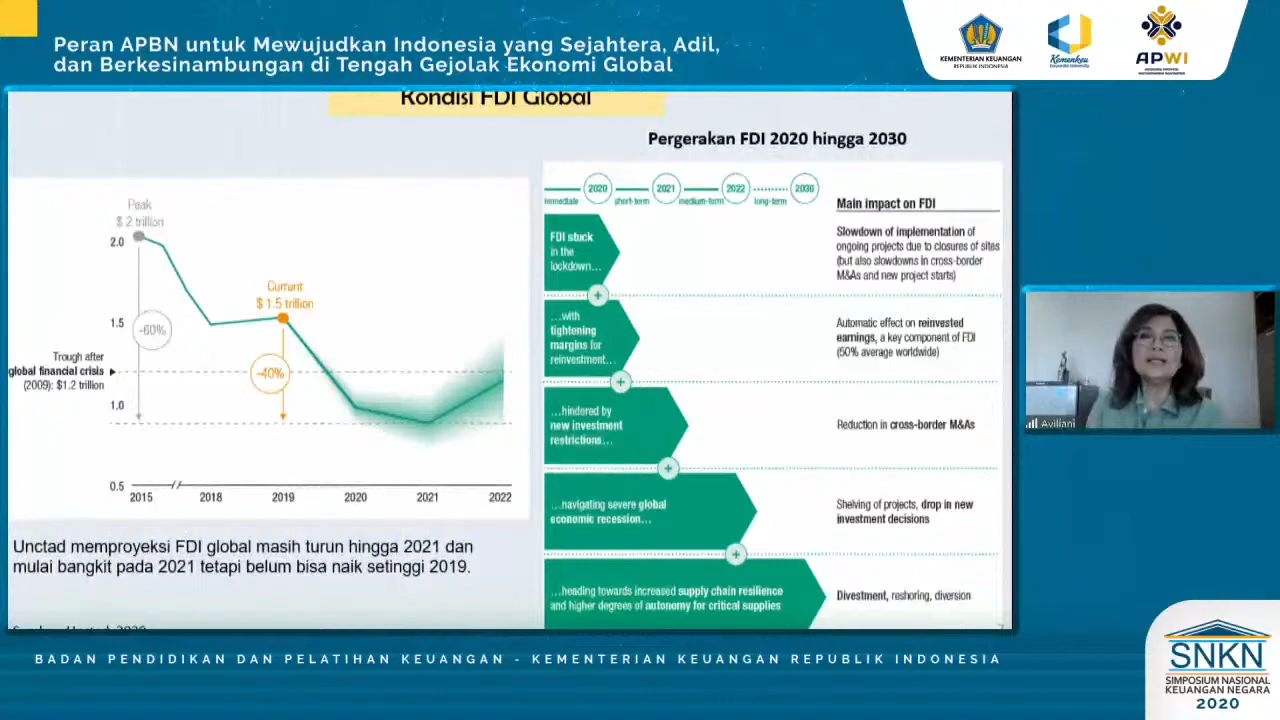 Peran APBN untuk Mewujudkan Indonesia yang Sejahtera, Adil,
dan Berkesinambungan di Tengah Gejolak Ekonomi Global
KEMENTERIAN KEUANGAN
REPUBLIK INDONESIA
Kemenkeu
Corporate University
APWI
Kondisi FDI Global
Peak
$ 2 trillion
2.0
Current
$ 1.5 trillion
1.5
-60%
Trough after
global financial crisis
(2009): $1.2 trillion
-40%
1.0
0.5
2015
2018
2019
2020
2021
2022
Unctad memproyeksi FDI global masih turun hingga 2021 dan
mulai bangkit pada 2021 tetapi belum bisa naik setinggi 2019.
Pergerakan FDI 2020 hingga 2030
2020
2021
2022
2030
immediate
short-term
medium-term
long-term
Main impact on FDI
FDI stuck
in the
lockdown...
Slowdown of implementation of
ongoing projects due to closures of sites
(but also slowdowns in cross-border
M&As and new project starts)
+
...with
tightening
margins for
reinvestment...
Automatic effect on reinvested
earnings, a key component of FDI
(50% average worldwide)
+
...hindered by
new investment
restrictions...
Reduction in cross-border M&As
+
...navigating severe global
economic recession...
Shelving of projects, drop in new
investment decisions
+
...heading towards increased supply chain resilience
and higher degrees of autonomy for critical supplies
Divestment, reshoring, diversion
7
Aviliani
BADAN PENDIDIKAN DAN PELATIHAN KEUANGAN - KEMENTERIAN KEUANGAN REPUBLIK INDONESIA
SNKN
SIMPOSIUM NASIONAL
KEUANGAN NEGARA
2020